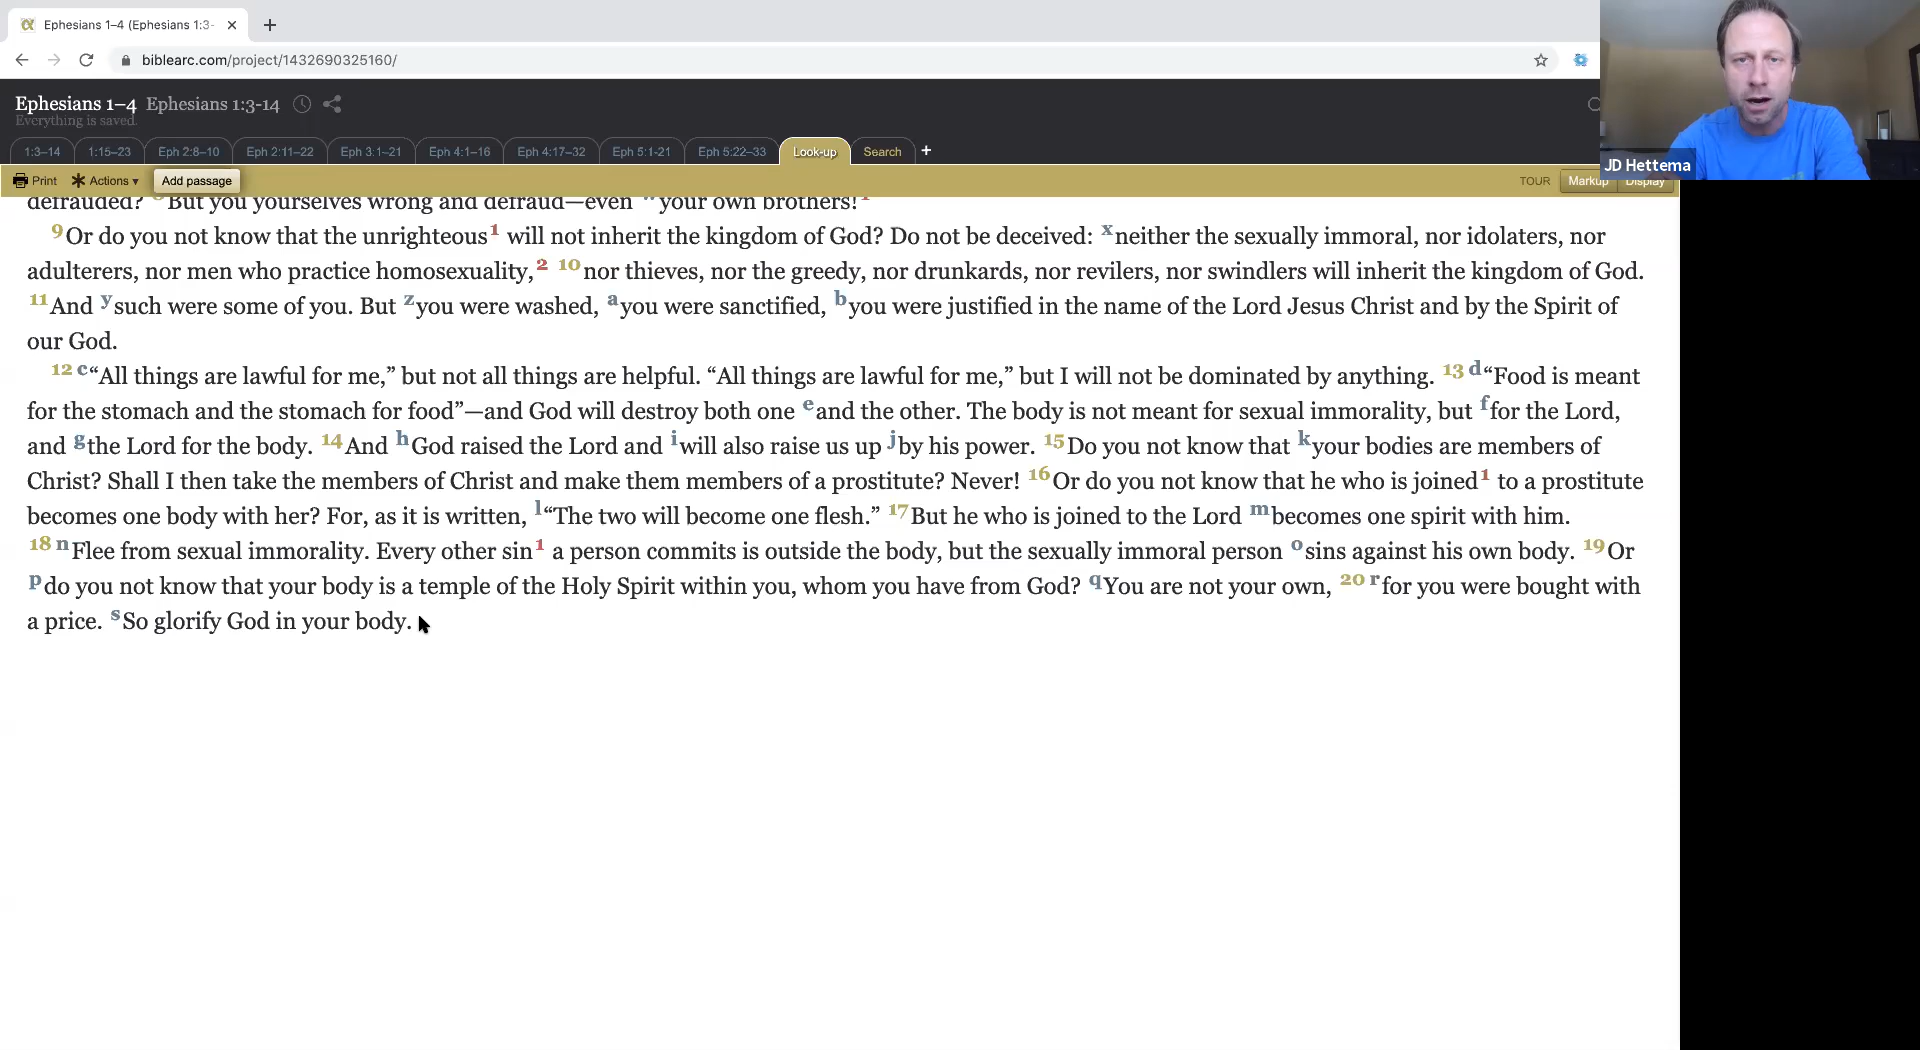 Ephesians 1–4 (Ephesians 1:3-
biblearc.com/project/1432690325160/
Ephesians 1–4 Ephesians 1:3-14
Everything is saved.
1:3–14 1:15–23 Eph 2:8–10 Eph 2:11–22 Eph 3:1–21 Eph 4:1–16 Eph 4:17–32 Eph 5:1-21 Eph 5:22–33 Look-up Search +
JD Hettema
Print Actions ▾ Add passage TOUR Markup Display
defrauded? But you yourselves wrong and defraud—even your own brothers!
9 Or do you not know that the unrighteous1 will not inherit the kingdom of God? Do not be deceived: x neither the sexually immoral, nor idolaters, nor
adulterers, nor men who practice homosexuality,2 10 nor thieves, nor the greedy, nor drunkards, nor revilers, nor swindlers will inherit the kingdom of God.
11 And y such were some of you. But z you were washed, a you were sanctified, b you were justified in the name of the Lord Jesus Christ and by the Spirit of
our God.
12 c “All things are lawful for me,” but not all things are helpful. “All things are lawful for me,” but I will not be dominated by anything. 13 d “Food is meant
for the stomach and the stomach for food”—and God will destroy both one e and the other. The body is not meant for sexual immorality, but f for the Lord,
and g the Lord for the body. 14 And h God raised the Lord and i will also raise us up j by his power. 15 Do you not know that k your bodies are members of
Christ? Shall I then take the members of Christ and make them members of a prostitute? Never! 16 Or do you not know that he who is joined1 to a prostitute
becomes one body with her? For, as it is written, l “The two will become one flesh.” 17 But he who is joined to the Lord m becomes one spirit with him.
18 n Flee from sexual immorality. Every other sin1 a person commits is outside the body, but the sexually immoral person o sins against his own body. 19 Or
p do you not know that your body is a temple of the Holy Spirit within you, whom you have from God? q You are not your own, 20 r for you were bought with
a price. s So glorify God in your body.